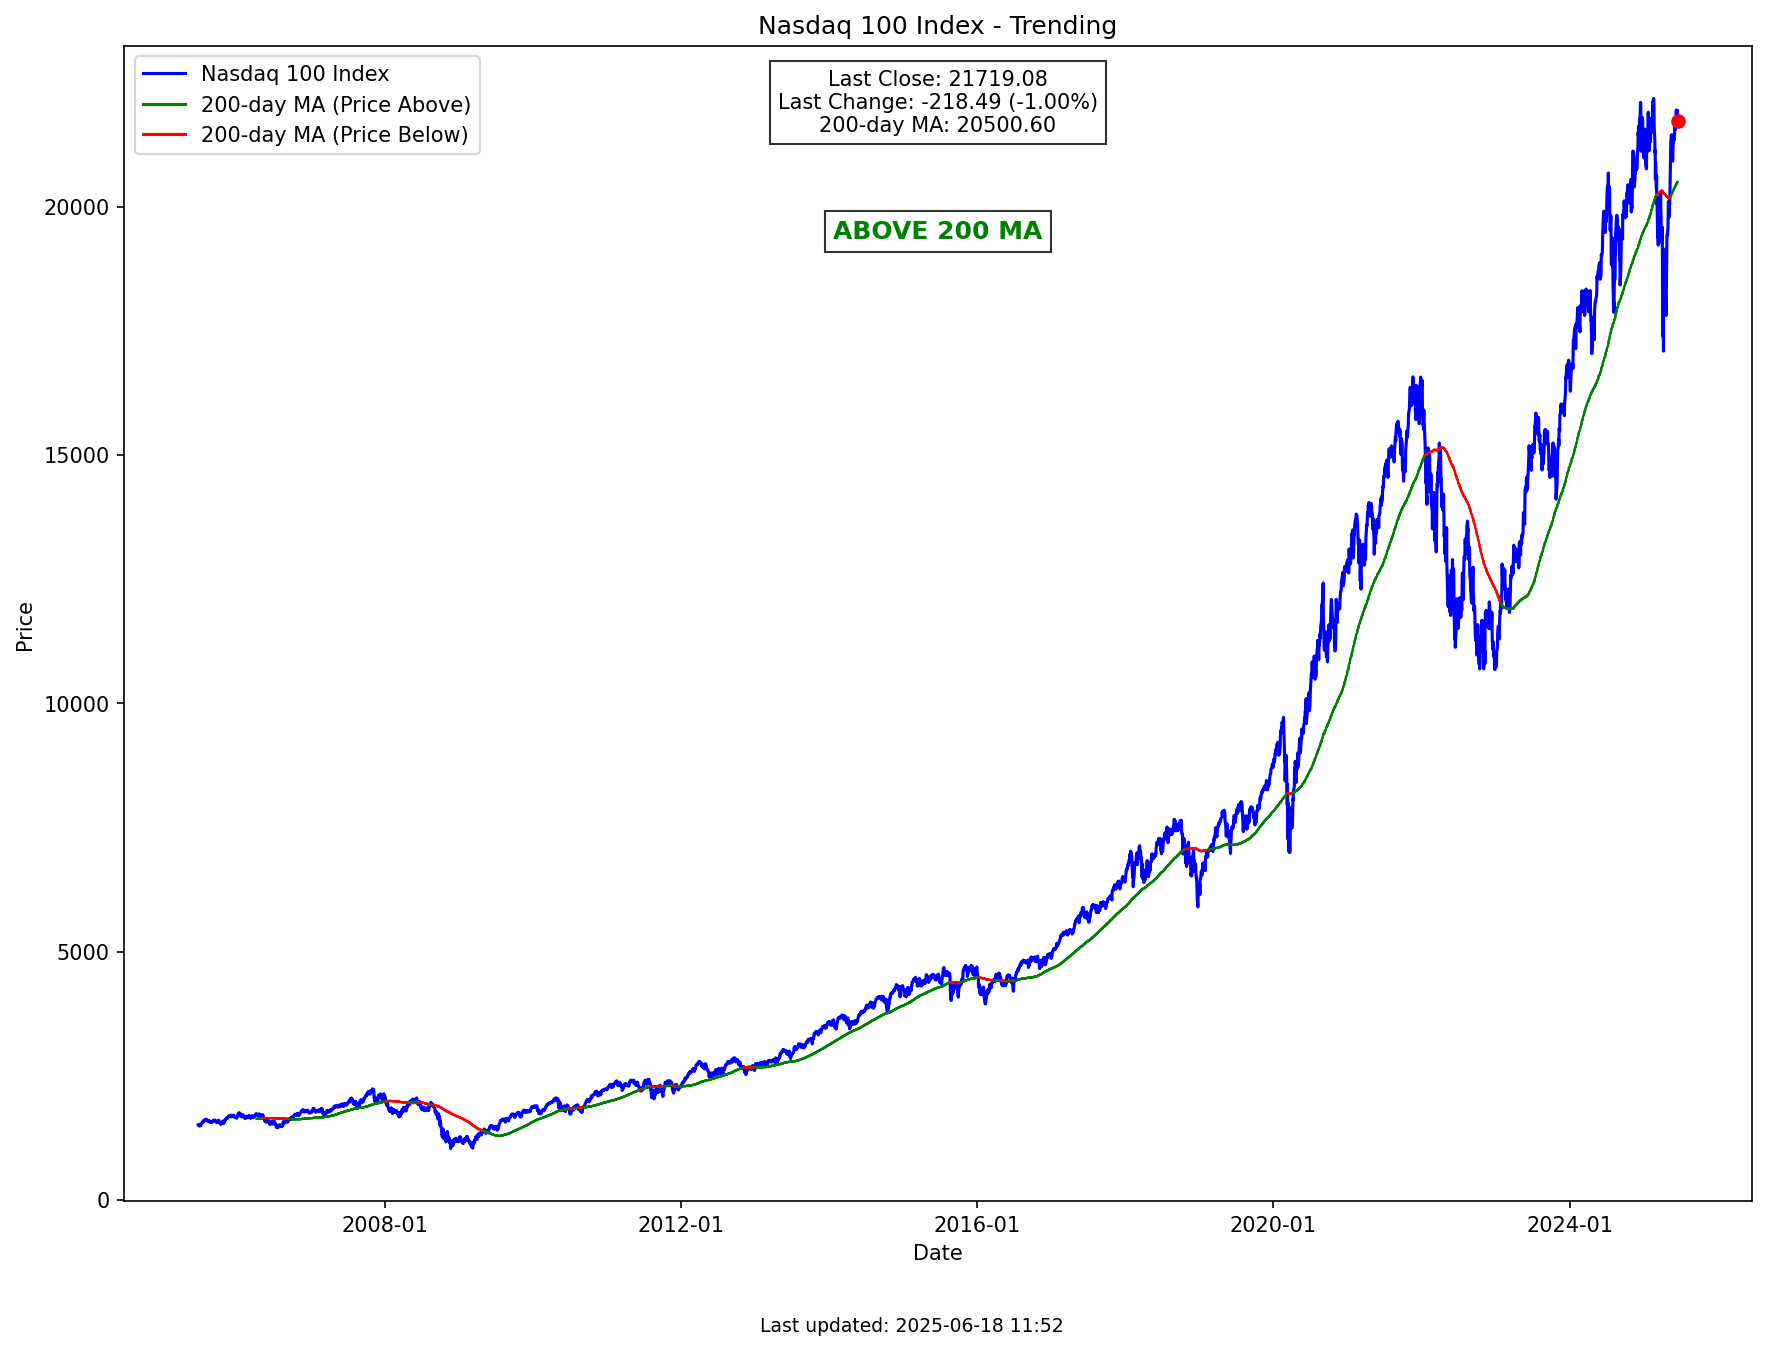 Nasdaq 100 Index - Trending
Nasdaq 100 Index
200-day MA (Price Above)
200-day MA (Price Below)
Last Close: 21719.08
Last Change: -218.49 (-1.00%)
200-day MA: 20500.60
ABOVE 200 MA
Price
20000
15000
10000
5000
0
2008-01
2012-01
2016-01
2020-01
2024-01
Date
Last updated: 2025-06-18 11:52